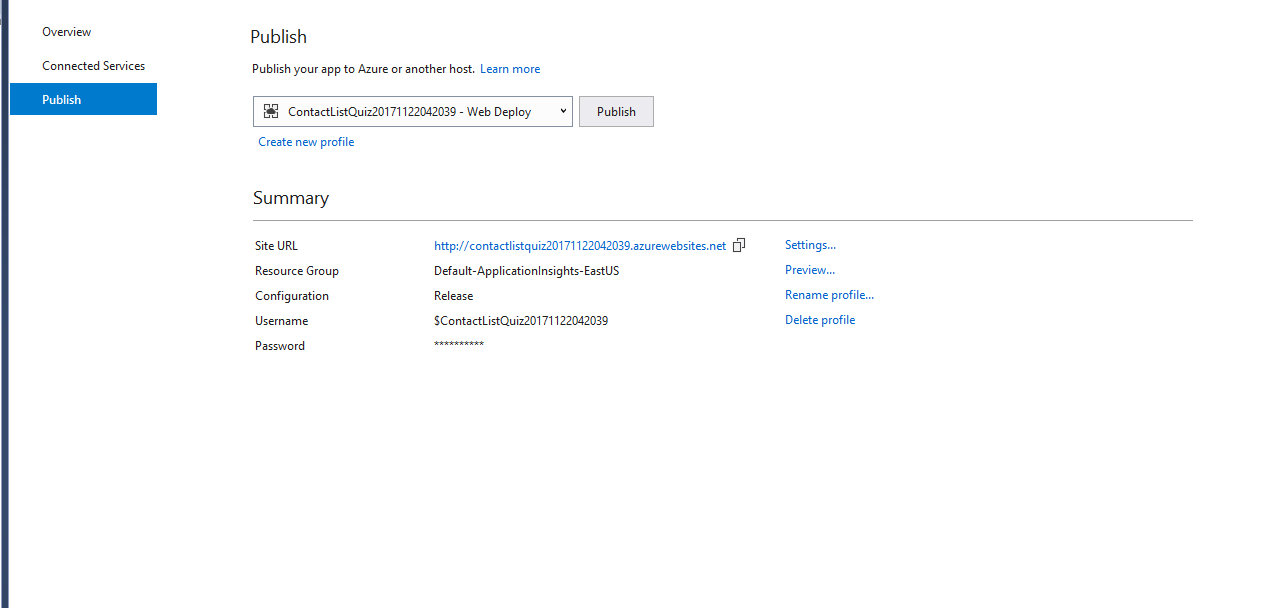 Overview
Connected Services
Publish
Publish
Publish your app to Azure or another host. Learn more
ContactListQuiz20171122042039 - Web Deploy
Publish
Create new profile
Summary
Site URL http://contactlistquiz20171122042039.azurewebsites.net Settings...
Resource Group Default-ApplicationInsights-EastUS Preview...
Configuration Release Rename profile...
Username $ContactListQuiz20171122042039 Delete profile
Password **********